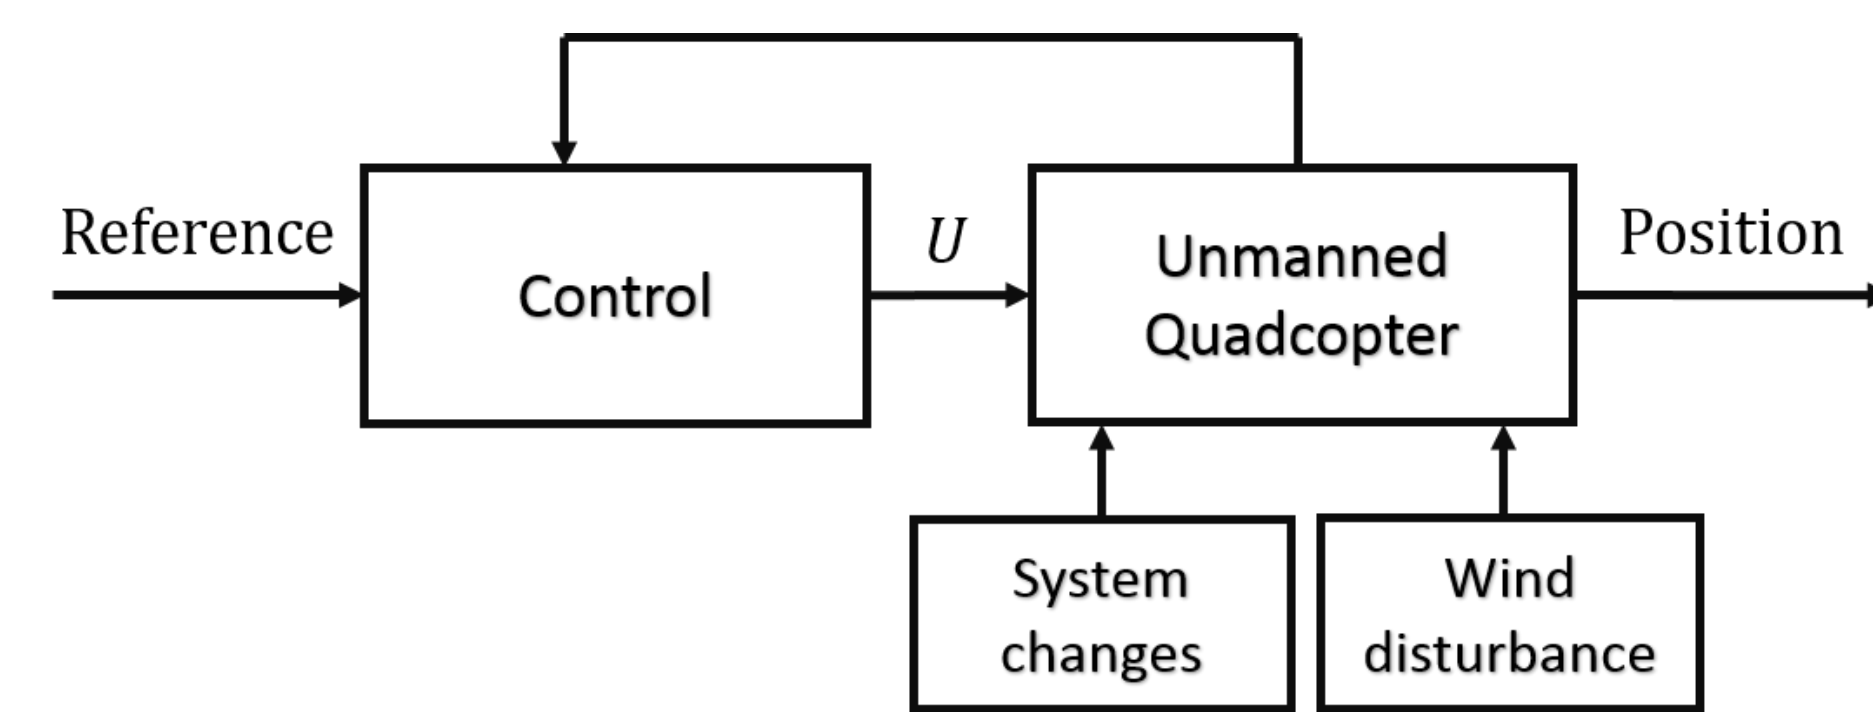 Reference
Control
U
Unmanned
Quadcopter
Position
System
changes
Wind
disturbance